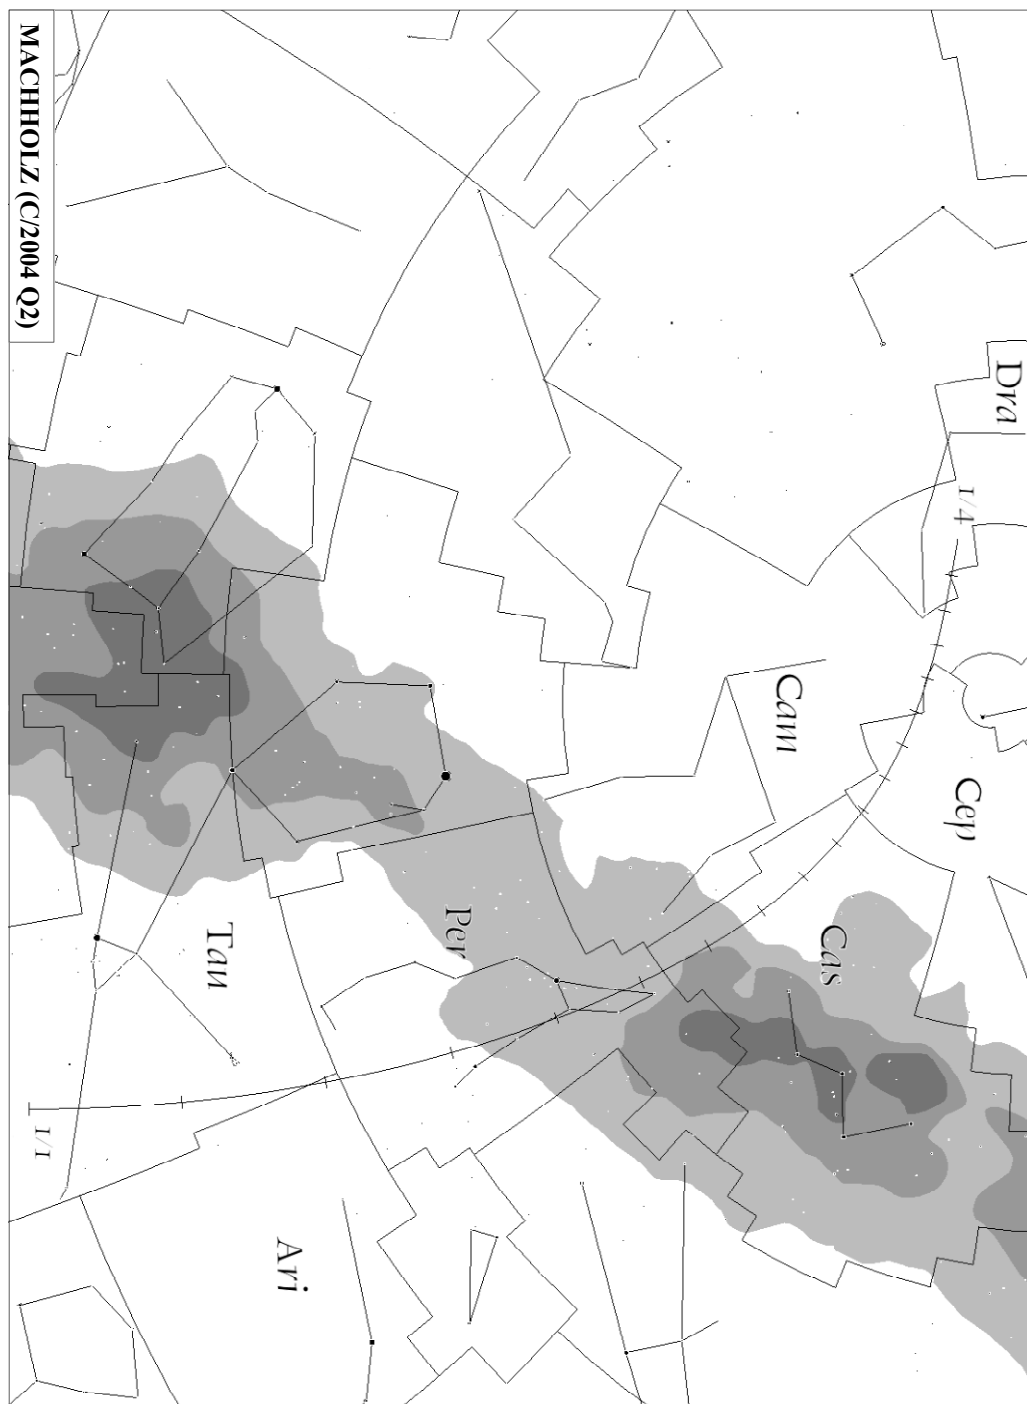 MACHHOLZ (C/2004 Q2)
Dra
1/4
Cam
Cep
Cas
Per
Tau
1/1
Ari